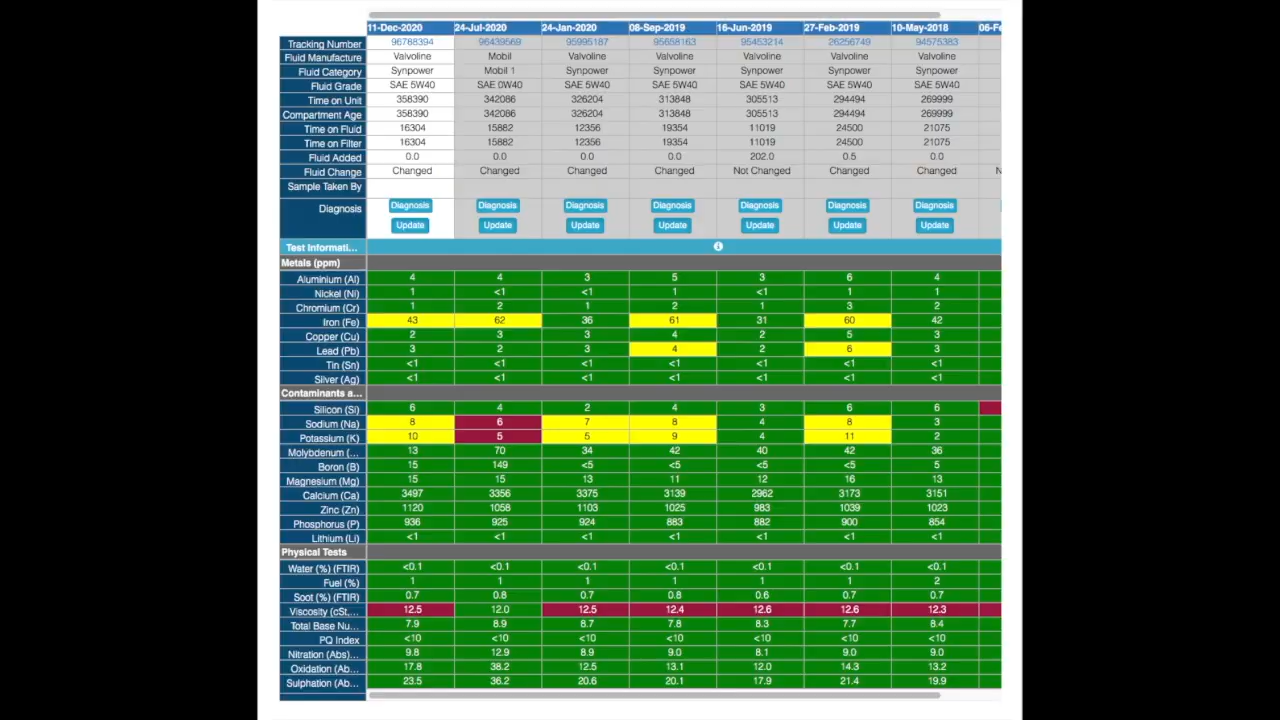 11-Dec-2020 24-Jul-2020 24-Jan-2020 08-Sep-2019 16-Jun-2019 27-Feb-2019 10-May-2018 06-Fe
Tracking Number 96788394 96439569 95995187 95658163 95453214 26256749 94575383
Fluid Manufacture Valvoline Mobil Valvoline Valvoline Valvoline Valvoline Valvoline
Fluid Category Synpower Mobil 1 Synpower Synpower Synpower Synpower Synpower
Fluid Grade SAE 5W40 SAE 0W40 SAE 5W40 SAE 5W40 SAE 5W40 SAE 5W40 SAE 5W40
Time on Unit 358390 342086 326204 313848 305513 294494 269999
Compartment Age 358390 342086 326204 313848 305513 294494 269999
Time on Fluid 16304 15882 12356 19354 11019 24500 21075
Time on Filter 16304 15882 12356 19354 11019 24500 21075
Fluid Added 0.0 0.0 0.0 0.0 202.0 0.5 0.0
Fluid Change Changed Changed Changed Changed Not Changed Changed Changed N
Sample Taken By
Diagnosis Diagnosis Diagnosis Diagnosis Diagnosis Diagnosis Diagnosis Diagnosis
Update Update Update Update Update Update Update
Test Informati...
Metals (ppm)
Aluminium (Al) 4 4 3 5 3 6 4
Nickel (Ni) 1 <1 <1 1 <1 1 1
Chromium (Cr) 1 2 1 2 1 3 2
Iron (Fe) 43 62 36 61 31 60 42
Copper (Cu) 2 3 3 4 2 5 3
Lead (Pb) 3 2 3 4 2 6 3
Tin (Sn) <1 <1 <1 <1 <1 <1 <1
Silver (Ag) <1 <1 <1 <1 <1 <1 <1
Contaminants a...
Silicon (Si) 6 4 2 4 3 6 6
Sodium (Na) 8 6 7 8 4 8 3
Potassium (K) 10 5 5 9 4 11 2
Molybdenum (... 13 70 34 42 40 42 36
Boron (B) 15 149 <5 <5 <5 <5 5
Magnesium (Mg) 15 15 13 11 12 16 13
Calcium (Ca) 3497 3356 3375 3139 2962 3173 3151
Zinc (Zn) 1120 1058 1103 1025 983 1039 1023
Phosphorus (P) 936 925 924 883 882 900 854
Lithium (Li) <1 <1 <1 <1 <1 <1 <1
Physical Tests
Water (%) (FTIR) <0.1 <0.1 <0.1 <0.1 <0.1 <0.1 <0.1
Fuel (%) 1 1 1 1 1 1 2
Soot (%) (FTIR) 0.7 0.8 0.7 0.8 0.6 0.7 0.7
Viscosity (cSt,... 12.5 12.0 12.5 12.4 12.6 12.6 12.3
Total Base Nu... 7.9 8.9 8.7 7.8 8.3 7.7 8.4
PQ Index <10 <10 <10 <10 <10 <10 <10
Nitration (Abs)... 9.8 12.9 8.9 9.0 8.1 9.0 9.0
Oxidation (Ab... 17.8 38.2 12.5 13.1 12.0 14.3 13.2
Sulphation (Ab... 23.5 36.2 20.6 20.1 17.9 21.4 19.9